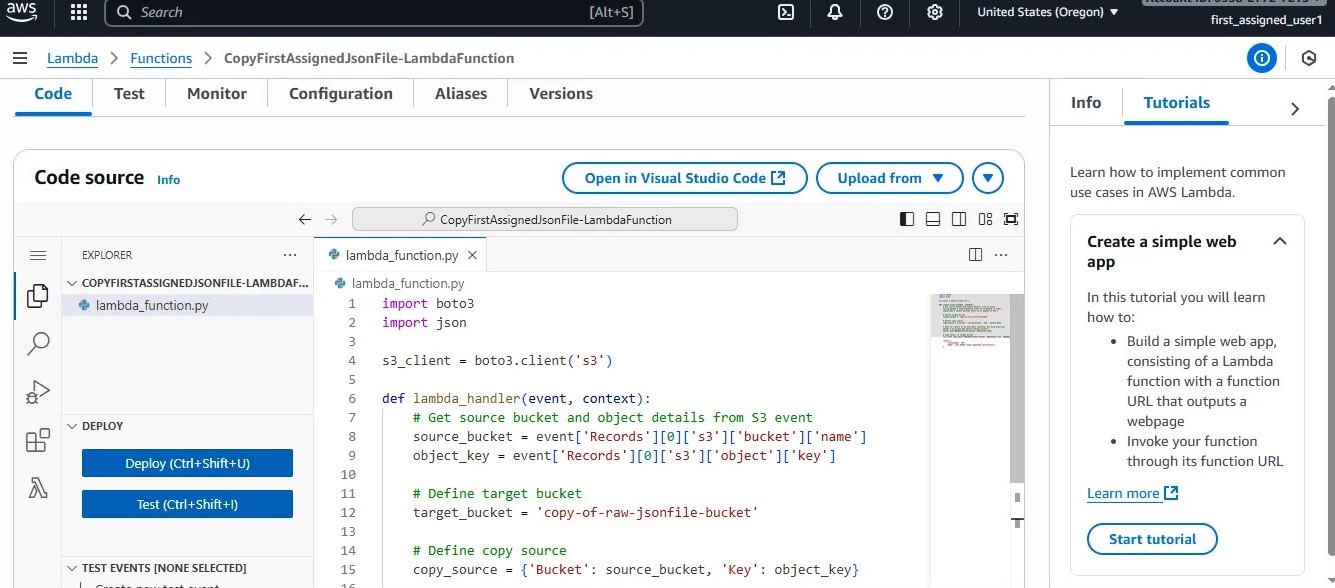 aws
Search [Alt+S]
United States (Oregon)
first_assigned_user1
Lambda > Functions > CopyFirstAssignedJsonFile-LambdaFunction
Code Test Monitor Configuration Aliases Versions
Code source Info
Open in Visual Studio Code
Upload from
CopyFirstAssignedJsonFile-LambdaFunction
EXPLORER
COPYFIRSTASSIGNEDJSONFILE-LAMBDAF...
lambda_function.py
DEPLOY
Deploy (Ctrl+Shift+U)
Test (Ctrl+Shift+I)
TEST EVENTS [NONE SELECTED]
Create new test event
lambda_function.py
lambda_function.py
1 import boto3
2 import json
3
4 s3_client = boto3.client('s3')
5
6 def lambda_handler(event, context):
7 # Get source bucket and object details from S3 event
8 source_bucket = event['Records'][0]['s3']['bucket']['name']
9 object_key = event['Records'][0]['s3']['object']['key']
10
11 # Define target bucket
12 target_bucket = 'copy-of-raw-jsonfile-bucket'
13
14 # Define copy source
15 copy_source = {'Bucket': source_bucket, 'Key': object_key}
16
Info Tutorials
Learn how to implement common
use cases in AWS Lambda.
Create a simple web
app
In this tutorial you will learn
how to:
• Build a simple web app,
consisting of a Lambda
function with a function
URL that outputs a
webpage
• Invoke your function
through its function URL
Learn more
Start tutorial